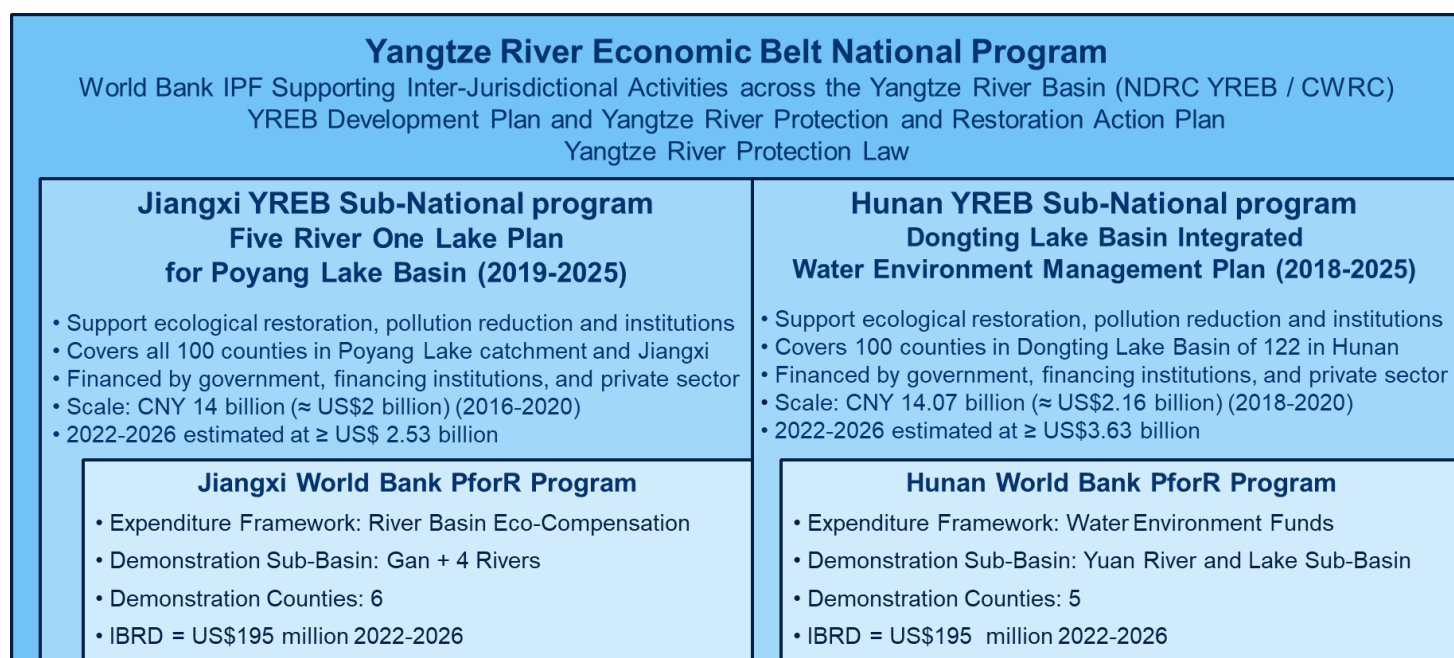 Yangtze River Economic Belt National Program
World Bank IPF Supporting Inter-Jurisdictional Activities across the Yangtze River Basin (NDRC YREB / CWRC)
YREB Development Plan and Yangtze River Protection and Restoration Action Plan
Yangtze River Protection Law
Jiangxi YREB Sub-National program
Five River One Lake Plan
for Poyang Lake Basin (2019-2025)
• Support ecological restoration, pollution reduction and institutions
• Covers all 100 counties in Poyang Lake catchment and Jiangxi
• Financed by government, financing institutions, and private sector
• Scale: CNY 14 billion (≈ US$2 billion) (2016-2020)
• 2022-2026 estimated at ≥ US$ 2.53 billion
Jiangxi World Bank PforR Program
• Expenditure Framework: River Basin Eco-Compensation
• Demonstration Sub-Basin: Gan + 4 Rivers
• Demonstration Counties: 6
• IBRD = US$195 million 2022-2026
Hunan YREB Sub-National program
Dongting Lake Basin Integrated
Water Environment Management Plan (2018-2025)
• Support ecological restoration, pollution reduction and institutions
• Covers 100 counties in Dongting Lake Basin of 122 in Hunan
• Financed by government, financing institutions, and private sector
• Scale: CNY 14.07 billion (≈ US$2.16 billion) (2018-2020)
• 2022-2026 estimated at ≥ US$3.63 billion
Hunan World Bank PforR Program
• Expenditure Framework: Water Environment Funds
• Demonstration Sub-Basin: Yuan River and Lake Sub-Basin
• Demonstration Counties: 5
• IBRD = US$195 million 2022-2026